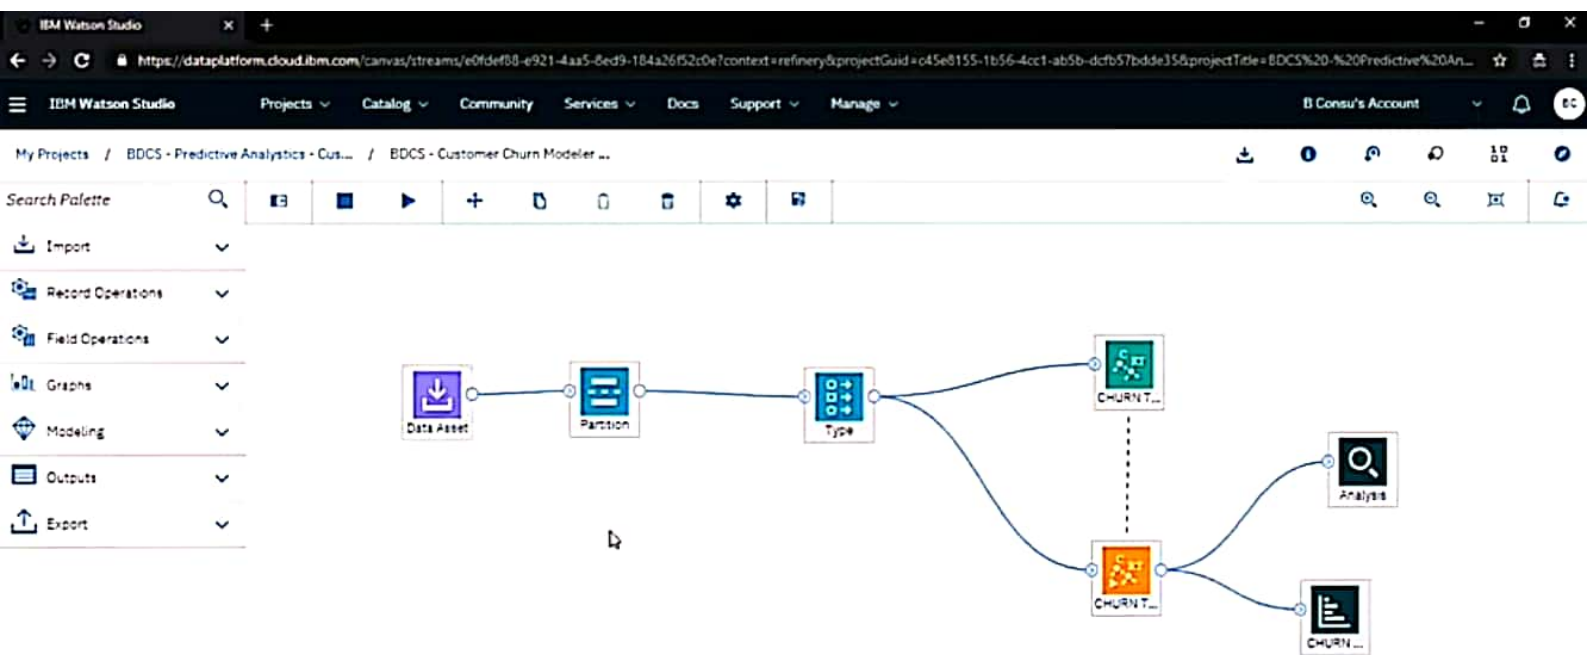 IBM Watson Studio
https://dataplatform.cloud.ibm.com/canvas/streams/e0fdef88-e921-4aa5-8ed9-184a26f52c0e?context=refinery&projectGuid=c45e8155-1b56-4cc1-ab5b-dcfb57bdde35&projectTitle=BDCS%20-%20Predictive%20An...
IBM Watson Studio Projects Catalog Community Services Docs Support Manage B Consu's Account BC
My Projects / BDCS - Predictive Analystics - Cus... / BDCS - Customer Churn Modeler ...
Search Palette
Import
Record Operations
Field Operations
Graphs
Modeling
Outputs
Export
Data Asset
Partition
Type
CHURN T...
Analysis
CHURN T...
CHURN ...